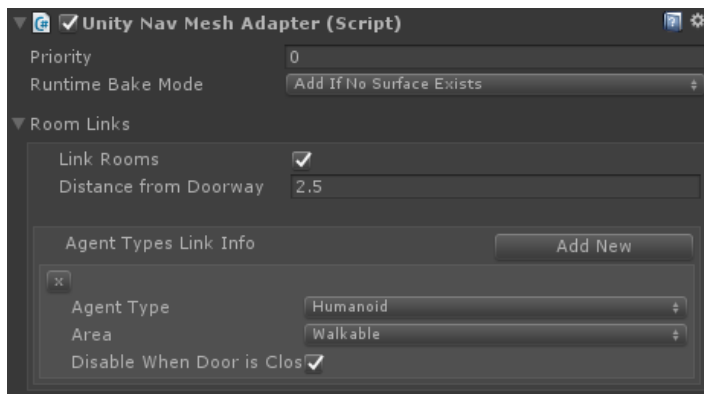 Unity Nav Mesh Adapter (Script)
Priority 0
Runtime Bake Mode Add If No Surface Exists
Room Links
Link Rooms
Distance from Doorway 2.5
Agent Types Link Info Add New
x
Agent Type Humanoid
Area Walkable
Disable When Door is Clos